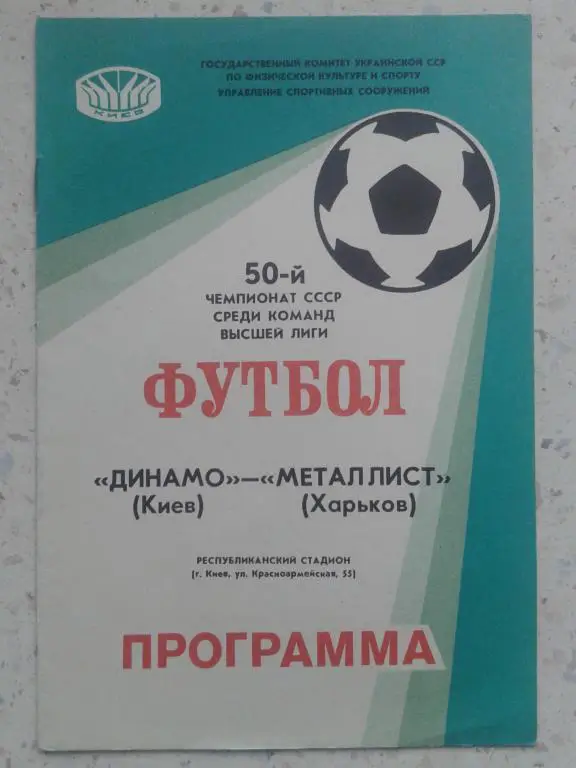 КИЕВ
ГОСУДАРСТВЕННЫЙ КОМИТЕТ УКРАИНСКОЙ ССР
ПО ФИЗИЧЕСКОЙ КУЛЬТУРЕ И СПОРТУ
УПРАВЛЕНИЕ СПОРТИВНЫХ СООРУЖЕНИЙ
50-й
ЧЕМПИОНАТ СССР
СРЕДИ КОМАНД
ВЫСШЕЙ ЛИГИ
ФУТБОЛ
«ДИНАМО»—«МЕТАЛЛИСТ»
(Киев) (Харьков)
РЕСПУБЛИКАНСКИЙ СТАДИОН
(г. Киев, ул. Красноармейская, 55)
ПРОГРАММА